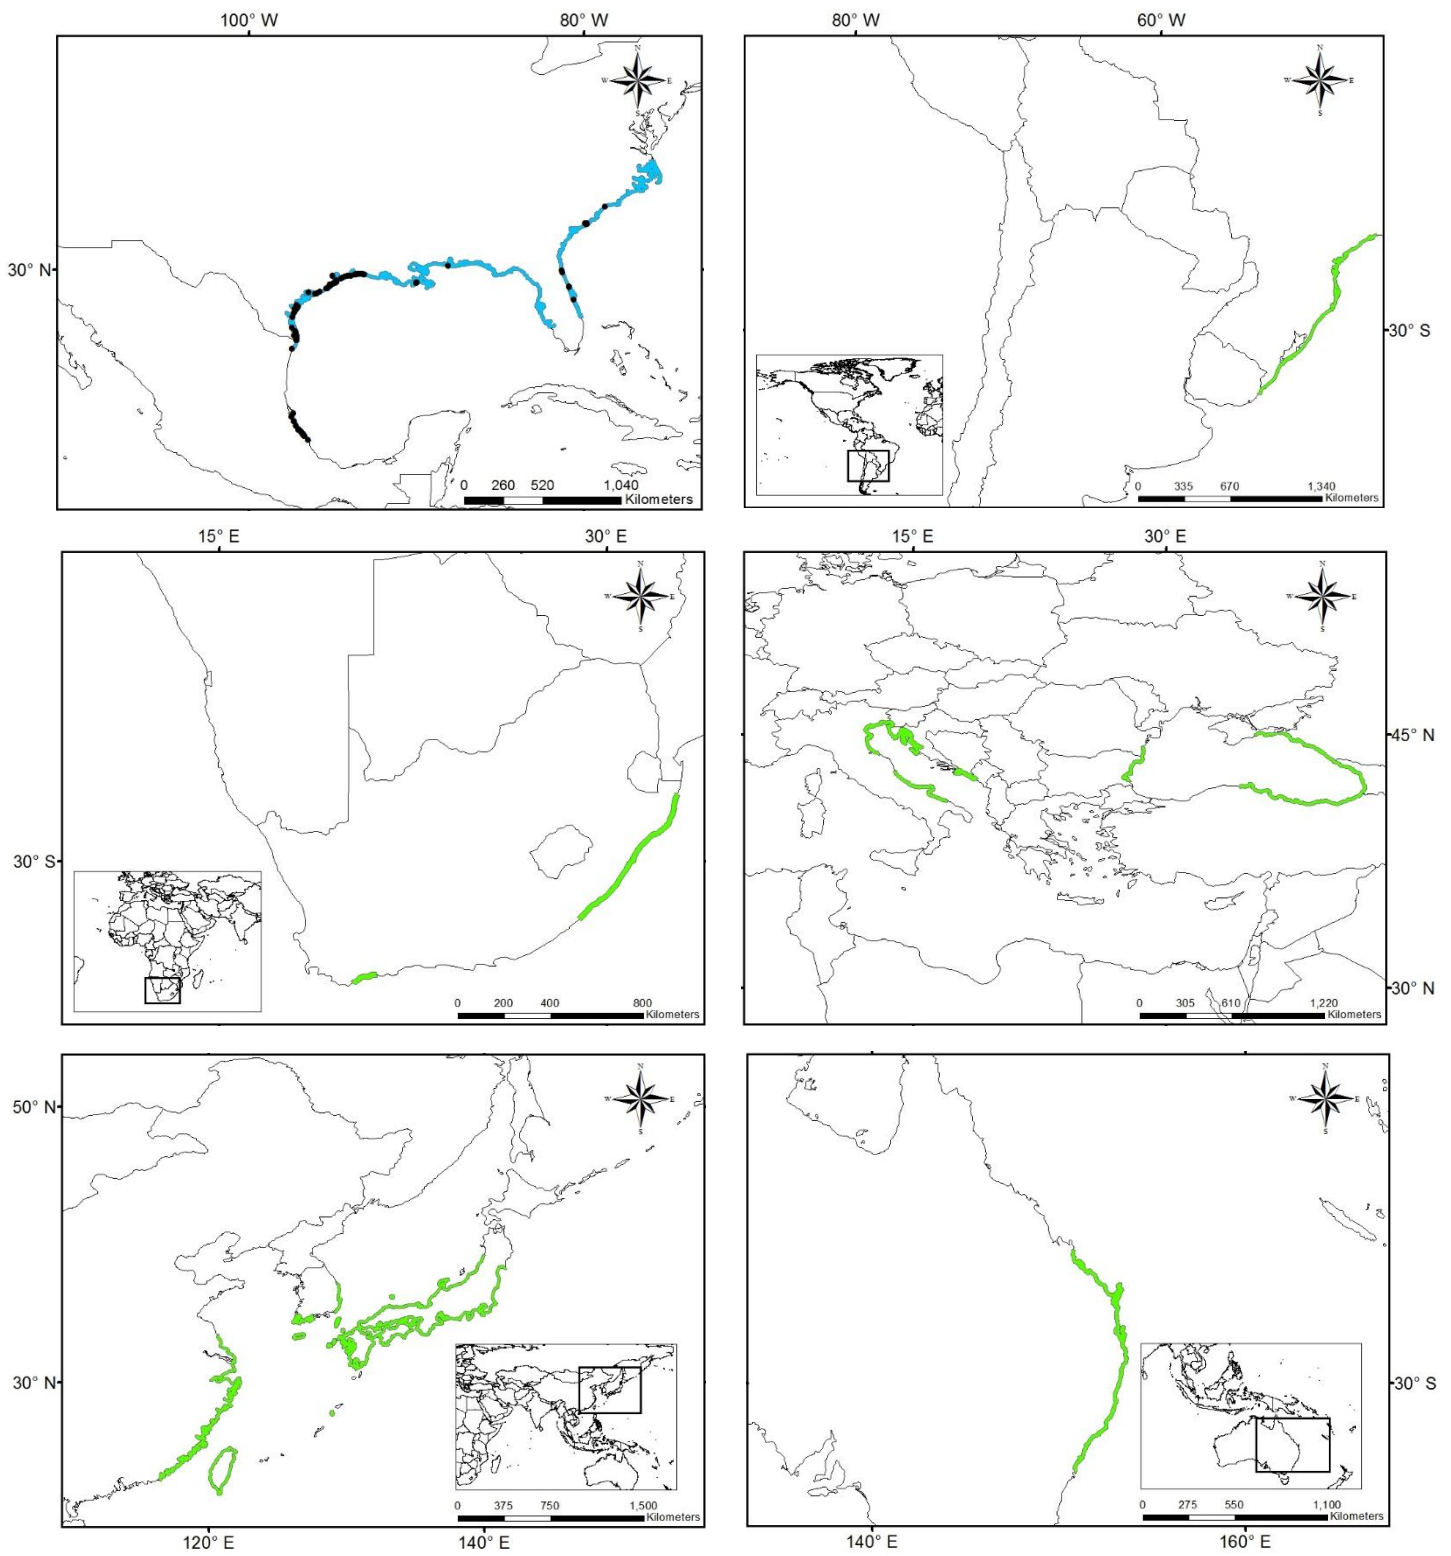 100° W 80° W
80° W 60° W
N
W E
S
N
W E
S
30° N
30° S
0 260 520 1,040
Kilometers
0 335 670 1,340
Kilometers
15° E 30° E
15° E 30° E
N
W E
S
N
W E
S
45° N
30° S
30° N
0 200 400 800
Kilometers
0 305 610 1,220
Kilometers
N
W E
S
N
W E
S
50° N
30° N
30° S
0 375 750 1,500
Kilometers
0 275 550 1,100
Kilometers
120° E 140° E
140° E 160° E